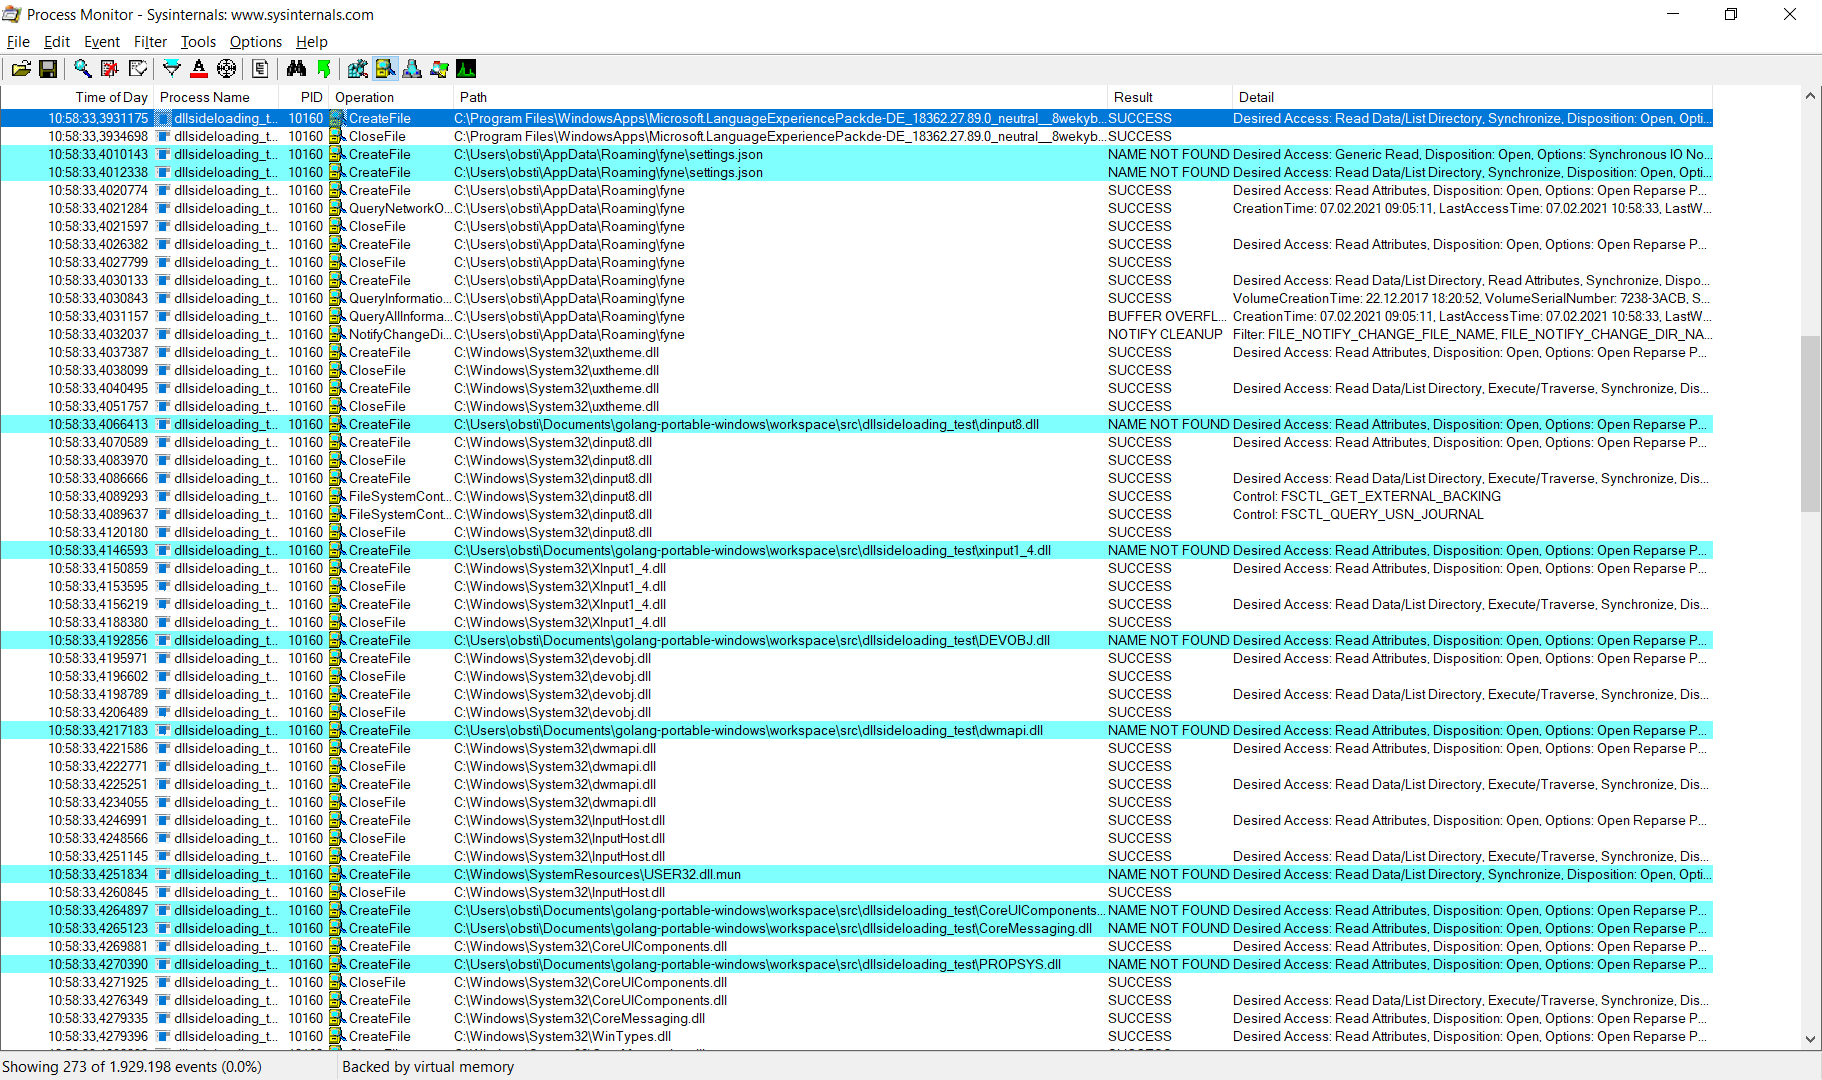 Process Monitor - Sysinternals: www.sysinternals.com
File Edit Event Filter Tools Options Help
Time of Day Process Name PID Operation Path Result Detail
10:58:33,3931175 dllsideloading_t... 10160 CreateFile C:\Program Files\WindowsApps\Microsoft.LanguageExperiencePackde-DE_18362.27.89.0_neutral__8wekyb... SUCCESS Desired Access: Read Data/List Directory, Synchronize, Disposition: Open, Opti...
10:58:33,3934698 dllsideloading_t... 10160 CloseFile C:\Program Files\WindowsApps\Microsoft.LanguageExperiencePackde-DE_18362.27.89.0_neutral__8wekyb... SUCCESS
10:58:33,4010143 dllsideloading_t... 10160 CreateFile C:\Users\obsti\AppData\Roaming\fyne\settings.json NAME NOT FOUND Desired Access: Generic Read, Disposition: Open, Options: Synchronous IO No...
10:58:33,4012338 dllsideloading_t... 10160 CreateFile C:\Users\obsti\AppData\Roaming\fyne\settings.json NAME NOT FOUND Desired Access: Read Data/List Directory, Synchronize, Disposition: Open, Opti...
10:58:33,4020774 dllsideloading_t... 10160 CreateFile C:\Users\obsti\AppData\Roaming\fyne SUCCESS Desired Access: Read Attributes, Disposition: Open, Options: Open Reparse P...
10:58:33,4021284 dllsideloading_t... 10160 QueryNetworkO... C:\Users\obsti\AppData\Roaming\fyne SUCCESS CreationTime: 07.02.2021 09:05:11, LastAccessTime: 07.02.2021 10:58:33, LastW...
10:58:33,4021597 dllsideloading_t... 10160 CloseFile C:\Users\obsti\AppData\Roaming\fyne SUCCESS
10:58:33,4026382 dllsideloading_t... 10160 CreateFile C:\Users\obsti\AppData\Roaming\fyne SUCCESS Desired Access: Read Attributes, Disposition: Open, Options: Open Reparse P...
10:58:33,4027799 dllsideloading_t... 10160 CloseFile C:\Users\obsti\AppData\Roaming\fyne SUCCESS
10:58:33,4030133 dllsideloading_t... 10160 CreateFile C:\Users\obsti\AppData\Roaming\fyne SUCCESS Desired Access: Read Data/List Directory, Read Attributes, Synchronize, Dispo...
10:58:33,4030843 dllsideloading_t... 10160 QueryInformatio... C:\Users\obsti\AppData\Roaming\fyne SUCCESS VolumeCreationTime: 22.12.2017 18:20:52, VolumeSerialNumber: 7238-3ACB, S...
10:58:33,4031157 dllsideloading_t... 10160 QueryAllInforma... C:\Users\obsti\AppData\Roaming\fyne BUFFER OVERFL... CreationTime: 07.02.2021 09:05:11, LastAccessTime: 07.02.2021 10:58:33, LastW...
10:58:33,4032037 dllsideloading_t... 10160 NotifyChangeDi... C:\Users\obsti\AppData\Roaming\fyne NOTIFY CLEANUP Filter: FILE_NOTIFY_CHANGE_FILE_NAME, FILE_NOTIFY_CHANGE_DIR_NA...
10:58:33,4037387 dllsideloading_t... 10160 CreateFile C:\Windows\System32\uxtheme.dll SUCCESS Desired Access: Read Attributes, Disposition: Open, Options: Open Reparse P...
10:58:33,4038099 dllsideloading_t... 10160 CloseFile C:\Windows\System32\uxtheme.dll SUCCESS
10:58:33,4040495 dllsideloading_t... 10160 CreateFile C:\Windows\System32\uxtheme.dll SUCCESS Desired Access: Read Data/List Directory, Execute/Traverse, Synchronize, Dis...
10:58:33,4051757 dllsideloading_t... 10160 CloseFile C:\Windows\System32\uxtheme.dll SUCCESS
10:58:33,4066413 dllsideloading_t... 10160 CreateFile C:\Users\obsti\Documents\golang-portable-windows\workspace\src\dllsideloading_test\dinput8.dll NAME NOT FOUND Desired Access: Read Attributes, Disposition: Open, Options: Open Reparse P...
10:58:33,4070589 dllsideloading_t... 10160 CreateFile C:\Windows\System32\dinput8.dll SUCCESS Desired Access: Read Attributes, Disposition: Open, Options: Open Reparse P...
10:58:33,4083970 dllsideloading_t... 10160 CloseFile C:\Windows\System32\dinput8.dll SUCCESS
10:58:33,4086666 dllsideloading_t... 10160 CreateFile C:\Windows\System32\dinput8.dll SUCCESS Desired Access: Read Data/List Directory, Execute/Traverse, Synchronize, Dis...
10:58:33,4089293 dllsideloading_t... 10160 FileSystemCont... C:\Windows\System32\dinput8.dll SUCCESS Control: FSCTL_GET_EXTERNAL_BACKING
10:58:33,4089637 dllsideloading_t... 10160 FileSystemCont... C:\Windows\System32\dinput8.dll SUCCESS Control: FSCTL_QUERY_USN_JOURNAL
10:58:33,4120180 dllsideloading_t... 10160 CloseFile C:\Windows\System32\dinput8.dll SUCCESS
10:58:33,4146593 dllsideloading_t... 10160 CreateFile C:\Users\obsti\Documents\golang-portable-windows\workspace\src\dllsideloading_test\xinput1_4.dll NAME NOT FOUND Desired Access: Read Attributes, Disposition: Open, Options: Open Reparse P...
10:58:33,4150859 dllsideloading_t... 10160 CreateFile C:\Windows\System32\XInput1_4.dll SUCCESS Desired Access: Read Attributes, Disposition: Open, Options: Open Reparse P...
10:58:33,4153595 dllsideloading_t... 10160 CloseFile C:\Windows\System32\XInput1_4.dll SUCCESS
10:58:33,4156219 dllsideloading_t... 10160 CreateFile C:\Windows\System32\XInput1_4.dll SUCCESS Desired Access: Read Data/List Directory, Execute/Traverse, Synchronize, Dis...
10:58:33,4188380 dllsideloading_t... 10160 CloseFile C:\Windows\System32\XInput1_4.dll SUCCESS
10:58:33,4192856 dllsideloading_t... 10160 CreateFile C:\Users\obsti\Documents\golang-portable-windows\workspace\src\dllsideloading_test\DEVOBJ.dll NAME NOT FOUND Desired Access: Read Attributes, Disposition: Open, Options: Open Reparse P...
10:58:33,4195971 dllsideloading_t... 10160 CreateFile C:\Windows\System32\devobj.dll SUCCESS Desired Access: Read Attributes, Disposition: Open, Options: Open Reparse P...
10:58:33,4196602 dllsideloading_t... 10160 CloseFile C:\Windows\System32\devobj.dll SUCCESS
10:58:33,4198789 dllsideloading_t... 10160 CreateFile C:\Windows\System32\devobj.dll SUCCESS Desired Access: Read Data/List Directory, Execute/Traverse, Synchronize, Dis...
10:58:33,4206489 dllsideloading_t... 10160 CloseFile C:\Windows\System32\devobj.dll SUCCESS
10:58:33,4217183 dllsideloading_t... 10160 CreateFile C:\Users\obsti\Documents\golang-portable-windows\workspace\src\dllsideloading_test\dwmapi.dll NAME NOT FOUND Desired Access: Read Attributes, Disposition: Open, Options: Open Reparse P...
10:58:33,4221586 dllsideloading_t... 10160 CreateFile C:\Windows\System32\dwmapi.dll SUCCESS Desired Access: Read Attributes, Disposition: Open, Options: Open Reparse P...
10:58:33,4222771 dllsideloading_t... 10160 CloseFile C:\Windows\System32\dwmapi.dll SUCCESS
10:58:33,4225251 dllsideloading_t... 10160 CreateFile C:\Windows\System32\dwmapi.dll SUCCESS Desired Access: Read Data/List Directory, Execute/Traverse, Synchronize, Dis...
10:58:33,4234055 dllsideloading_t... 10160 CloseFile C:\Windows\System32\dwmapi.dll SUCCESS
10:58:33,4246991 dllsideloading_t... 10160 CreateFile C:\Windows\System32\InputHost.dll SUCCESS Desired Access: Read Attributes, Disposition: Open, Options: Open Reparse P...
10:58:33,4248566 dllsideloading_t... 10160 CloseFile C:\Windows\System32\InputHost.dll SUCCESS
10:58:33,4251145 dllsideloading_t... 10160 CreateFile C:\Windows\System32\InputHost.dll SUCCESS Desired Access: Read Data/List Directory, Execute/Traverse, Synchronize, Dis...
10:58:33,4251834 dllsideloading_t... 10160 CreateFile C:\Windows\SystemResources\USER32.dll.mun NAME NOT FOUND Desired Access: Read Data/List Directory, Synchronize, Disposition: Open, Opti...
10:58:33,4260845 dllsideloading_t... 10160 CloseFile C:\Windows\System32\InputHost.dll SUCCESS
10:58:33,4264897 dllsideloading_t... 10160 CreateFile C:\Users\obsti\Documents\golang-portable-windows\workspace\src\dllsideloading_test\CoreUIComponents... NAME NOT FOUND Desired Access: Read Attributes, Disposition: Open, Options: Open Reparse P...
10:58:33,4265123 dllsideloading_t... 10160 CreateFile C:\Users\obsti\Documents\golang-portable-windows\workspace\src\dllsideloading_test\CoreMessaging.dll NAME NOT FOUND Desired Access: Read Attributes, Disposition: Open, Options: Open Reparse P...
10:58:33,4269881 dllsideloading_t... 10160 CreateFile C:\Windows\System32\CoreUIComponents.dll SUCCESS Desired Access: Read Attributes, Disposition: Open, Options: Open Reparse P...
10:58:33,4270390 dllsideloading_t... 10160 CreateFile C:\Users\obsti\Documents\golang-portable-windows\workspace\src\dllsideloading_test\PROPSYS.dll NAME NOT FOUND Desired Access: Read Attributes, Disposition: Open, Options: Open Reparse P...
10:58:33,4271925 dllsideloading_t... 10160 CloseFile C:\Windows\System32\CoreUIComponents.dll SUCCESS
10:58:33,4276349 dllsideloading_t... 10160 CreateFile C:\Windows\System32\CoreUIComponents.dll SUCCESS Desired Access: Read Data/List Directory, Execute/Traverse, Synchronize, Dis...
10:58:33,4279335 dllsideloading_t... 10160 CreateFile C:\Windows\System32\CoreMessaging.dll SUCCESS Desired Access: Read Attributes, Disposition: Open, Options: Open Reparse P...
10:58:33,4279396 dllsideloading_t... 10160 CreateFile C:\Windows\System32\WinTypes.dll SUCCESS Desired Access: Read Attributes, Disposition: Open, Options: Open Reparse P...
Showing 273 of 1.929.198 events (0.0%) Backed by virtual memory